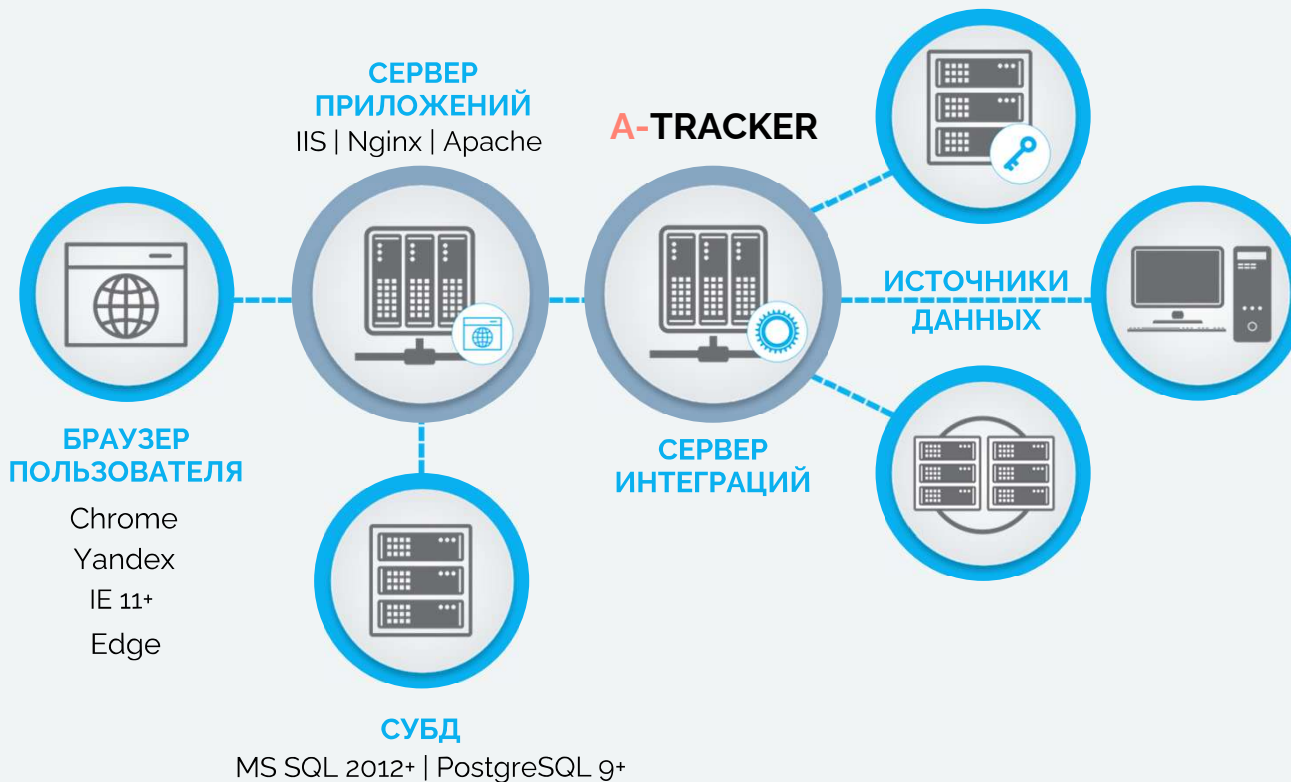 СЕРВЕР
ПРИЛОЖЕНИЙ
IIS | Nginx | Apache
A-TRACKER
ИСТОЧНИКИ
ДАННЫХ
БРАУЗЕР
ПОЛЬЗОВАТЕЛЯ
Chrome
Yandex
IE 11+
Edge
СЕРВЕР
ИНТЕГРАЦИЙ
СУБД
MS SQL 2012+ | PostgreSQL 9+